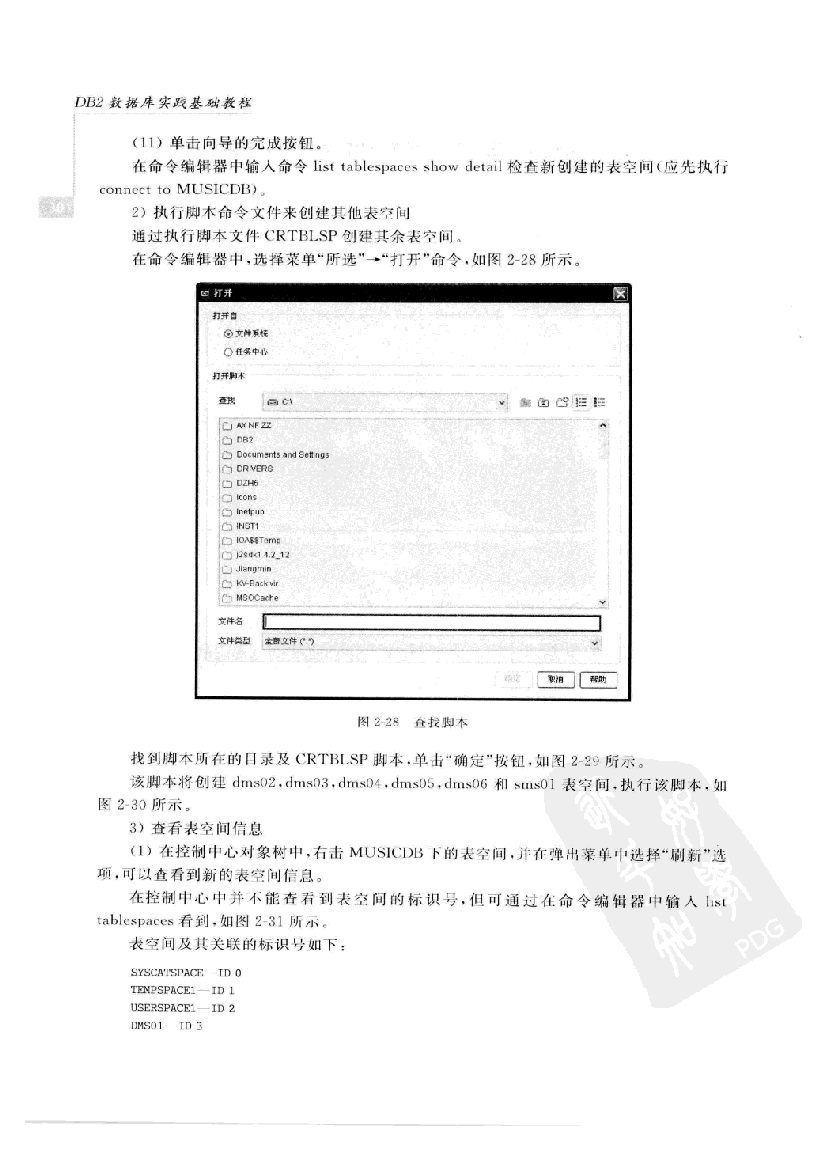 DB2 数据库实践基础教程
(11) 单击向导的完成按钮。
在命令编辑器中输入命令 list tablespaces show detail 检查新创建的表空间(应先执行
connect to MUSICDB)。
30
2) 执行脚本命令文件来创建其他表空间
通过执行脚本文件 CRTBLSP 创建其余表空间。
在命令编辑器中,选择菜单“所选”→“打开”命令,如图 2-28 所示。
打开
打开自
文件系统
任务中心
打开脚本
查找 C:\
AX NF ZZ
DB2
Documents and Settings
DRIVERS
DZH5
Icons
Inetpub
INST1
IOA$$Temp
j2sdk1.4.2_12
Jiangmin
KV-Back.vir
MSOCache
文件名
文件类型 全部文件 (*.*)
确定 取消 帮助
图 2-28 查找脚本
找到脚本所在的目录及 CRTBLSP 脚本,单击“确定”按钮,如图 2-29 所示。
该脚本将创建 dms02,dms03,dms04,dms05,dms06 和 sms01 表空间,执行该脚本,如
图 2-30 所示。
3) 查看表空间信息
(1) 在控制中心对象树中,右击 MUSICDB 下的表空间,并在弹出菜单中选择“刷新”选
项,可以查看到新的表空间信息。
在控制中心中并不能查看到表空间的标识号,但可通过在命令编辑器中输入 list
tablespaces 看到,如图 2-31 所示。
表空间及其关联的标识号如下:
SYSCATSPACE—ID 0
TEMPSPACE1—ID 1
USERSPACE1—ID 2
DMS01—ID 3
PDG